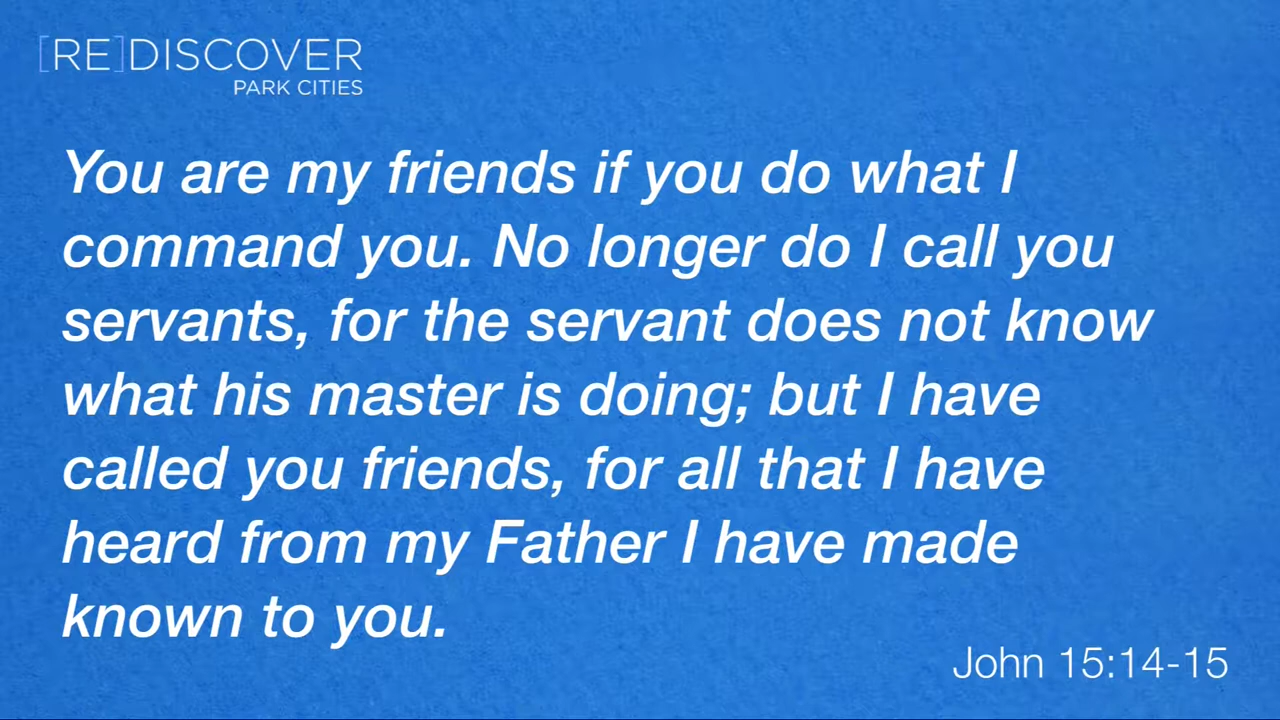 [RE]DISCOVER
PARK CITIES
You are my friends if you do what I
command you. No longer do I call you
servants, for the servant does not know
what his master is doing; but I have
called you friends, for all that I have
heard from my Father I have made
known to you.
John 15:14-15